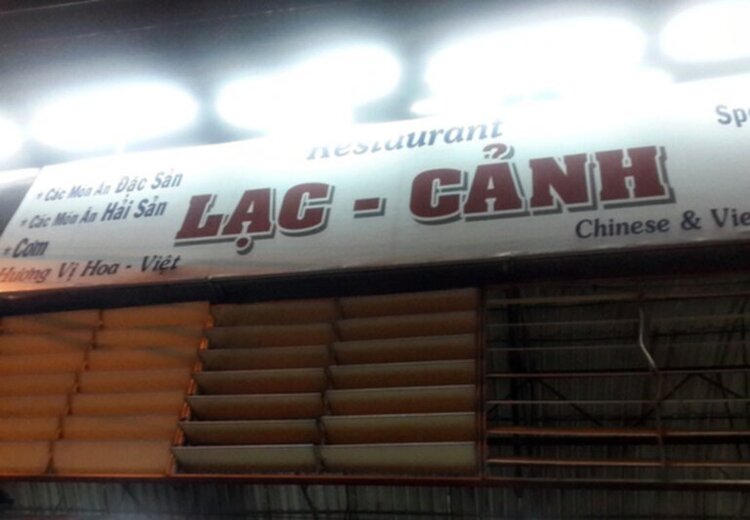 Restaurant
LẠC - CẢNH
* Các Món Ăn Đặc Sản
* Các Món Ăn Hải Sản
* Cơm
Hương Vị Hoa - Việt
Chinese &